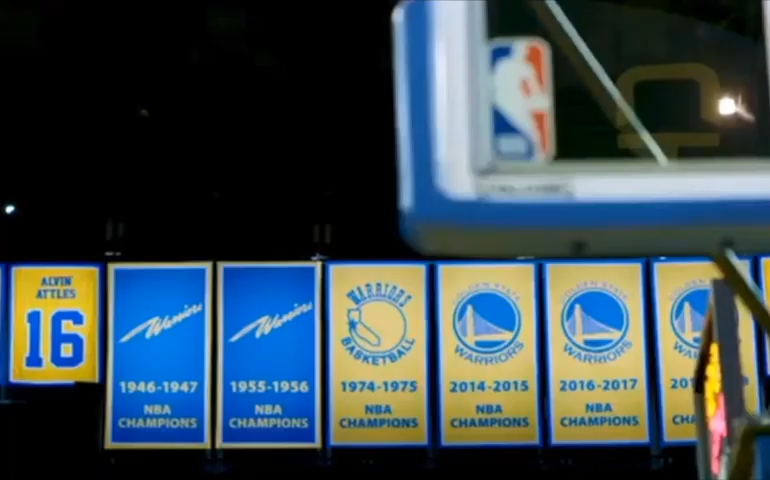 ALVIN
ATTLES
16
Warriors
1946-1947
NBA
CHAMPIONS
Warriors
1955-1956
NBA
CHAMPIONS
WARRIORS
BASKETBALL
1974-1975
NBA
CHAMPIONS
GOLDEN STATE
WARRIORS
2014-2015
NBA
CHAMPIONS
GOLDEN STATE
WARRIORS
2016-2017
NBA
CHAMPIONS